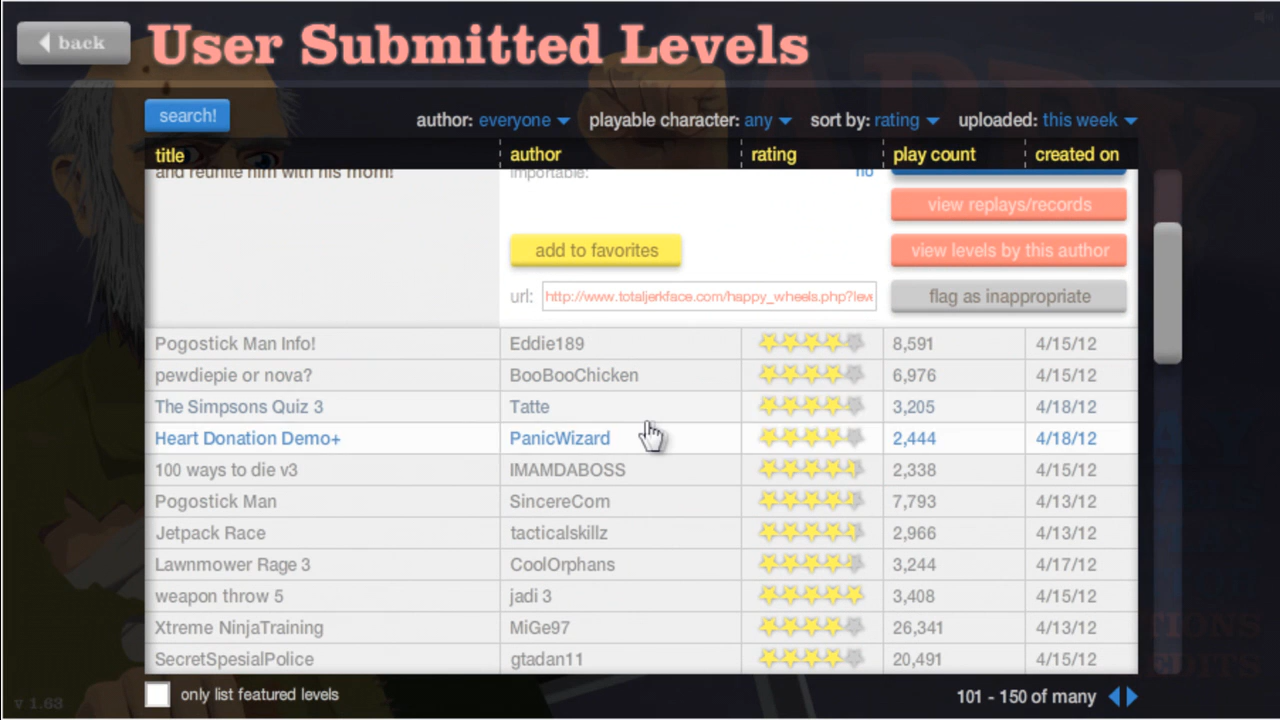 back
User Submitted Levels
search!
author: everyone playable character: any sort by: rating uploaded: this week
title author rating play count created on
and reunite him with his mom! importable: no
view replays/records
add to favorites view levels by this author
url: http://www.totaljerkface.com/happy_wheels.php?lev flag as inappropriate
Pogostick Man Info! Eddie189 8,591 4/15/12
pewdiepie or nova? BooBooChicken 6,976 4/15/12
The Simpsons Quiz 3 Tatte 3,205 4/18/12
Heart Donation Demo+ PanicWizard 2,444 4/18/12
100 ways to die v3 IMAMDABOSS 2,338 4/15/12
Pogostick Man SincereCorn 7,793 4/13/12
Jetpack Race tacticalskillz 2,966 4/13/12
Lawnmower Rage 3 CoolOrphans 3,244 4/17/12
weapon throw 5 jadi 3 3,408 4/15/12
Xtreme NinjaTraining MiGe97 26,341 4/13/12
SecretSpesialPolice gtadan11 20,491 4/15/12
only list featured levels 101 - 150 of many
v 1.63